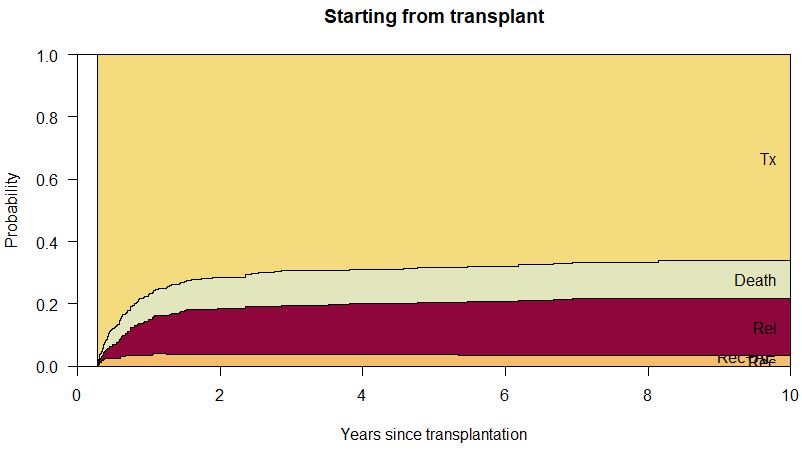 Starting from transplant
1.0
0.8
0.6
0.4
0.2
0.0
Probability
Tx
Death
Rel
Rec
0
2
4
6
8
10
Years since transplantation